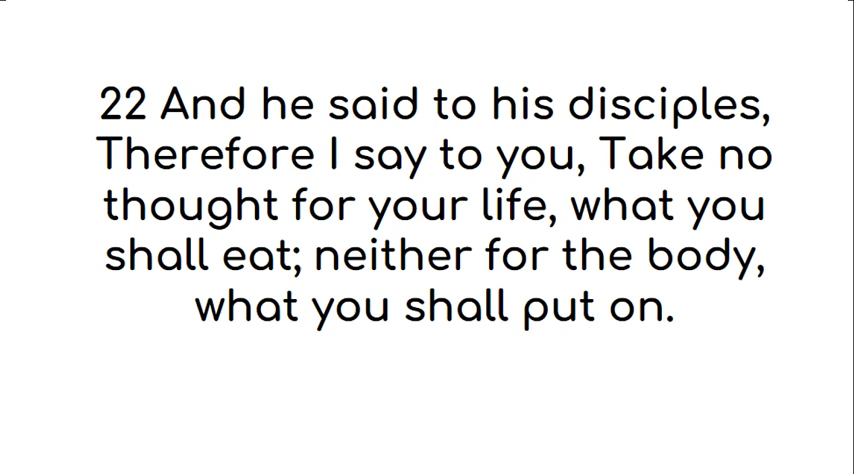 22 And he said to his disciples,
Therefore I say to you, Take no
thought for your life, what you
shall eat; neither for the body,
what you shall put on.